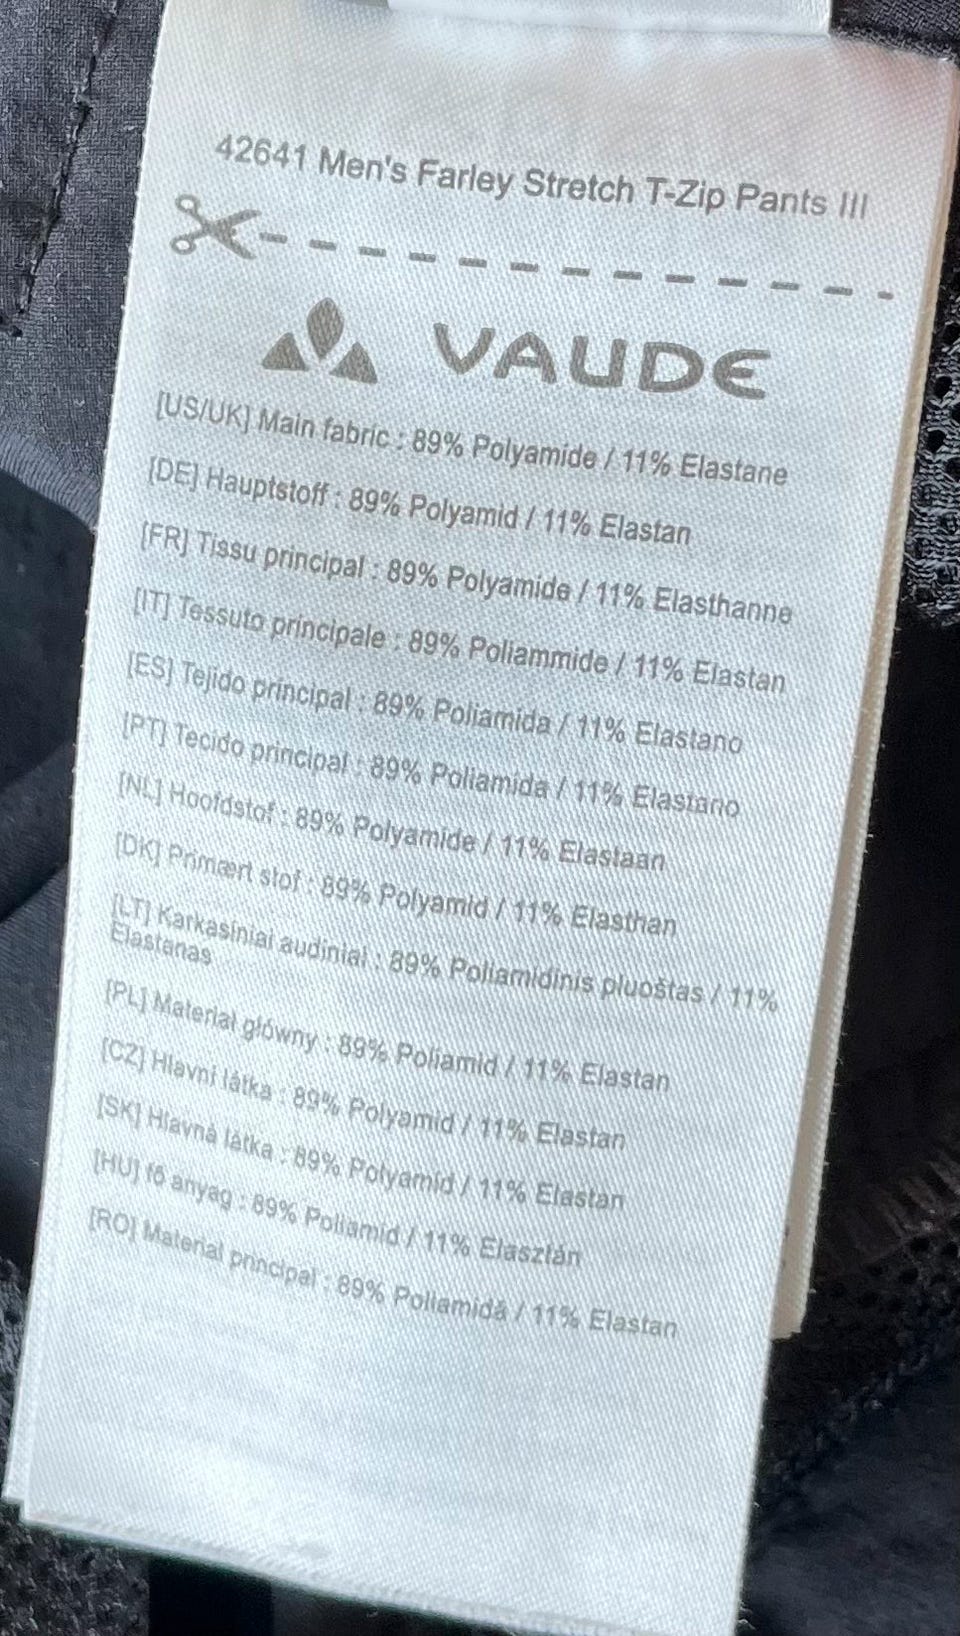 42641 Men's Farley Stretch T-Zip Pants III
VAUDE
[US/UK] Main fabric : 89% Polyamide / 11% Elastane
[DE] Hauptstoff : 89% Polyamid / 11% Elastan
[FR] Tissu principal : 89% Polyamide / 11% Elasthanne
[IT] Tessuto principale : 89% Poliammide / 11% Elastan
[ES] Tejido principal : 89% Poliamida / 11% Elastano
[PT] Tecido principal : 89% Poliamida / 11% Elastano
[NL] Hoofdstof : 89% Polyamide / 11% Elastaan
[DK] Primært stof : 89% Polyamid / 11% Elasthan
[LT] Karkasiniai audiniai : 89% Poliamidinis pluoštas / 11%
Elastanas
[PL] Materiał główny : 89% Poliamid / 11% Elastan
[CZ] Hlavní látka : 89% Polyamid / 11% Elastan
[SK] Hlavná látka : 89% Polyamid / 11% Elastan
[HU] fő anyag : 89% Poliamid / 11% Elasztán
[RO] Material principal : 89% Poliamidă / 11% Elastan